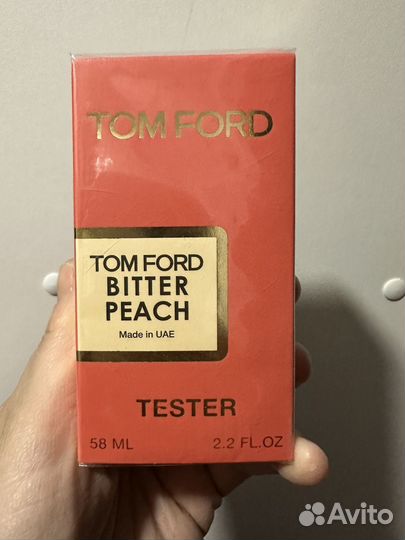 TOM FORD
TOM FORD
BITTER
PEACH
Made in UAE
TESTER
58 ML 2.2 FL.OZ
Avito